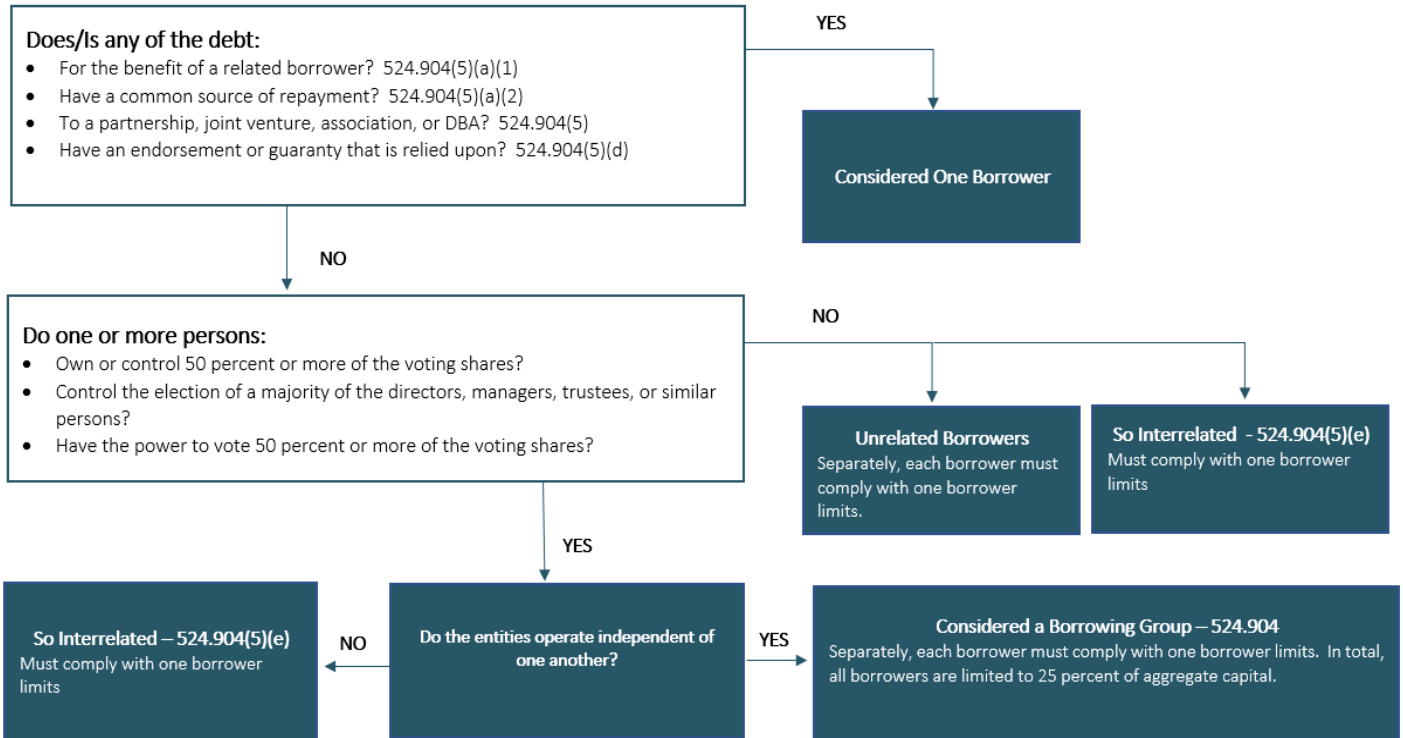 Does/Is any of the debt:
• For the benefit of a related borrower? 524.904(5)(a)(1)
• Have a common source of repayment? 524.904(5)(a)(2)
• To a partnership, joint venture, association, or DBA? 524.904(5)
• Have an endorsement or guaranty that is relied upon? 524.904(5)(d)
YES
Considered One Borrower
NO
Do one or more persons:
• Own or control 50 percent or more of the voting shares?
• Control the election of a majority of the directors, managers, trustees, or similar
persons?
• Have the power to vote 50 percent or more of the voting shares?
NO
Unrelated Borrowers
Separately, each borrower must
comply with one borrower
limits.
So Interrelated - 524.904(5)(e)
Must comply with one borrower
limits
YES
Do the entities operate independent of
one another?
NO
So Interrelated – 524.904(5)(e)
Must comply with one borrower
limits
YES
Considered a Borrowing Group – 524.904
Separately, each borrower must comply with one borrower limits. In total,
all borrowers are limited to 25 percent of aggregate capital.